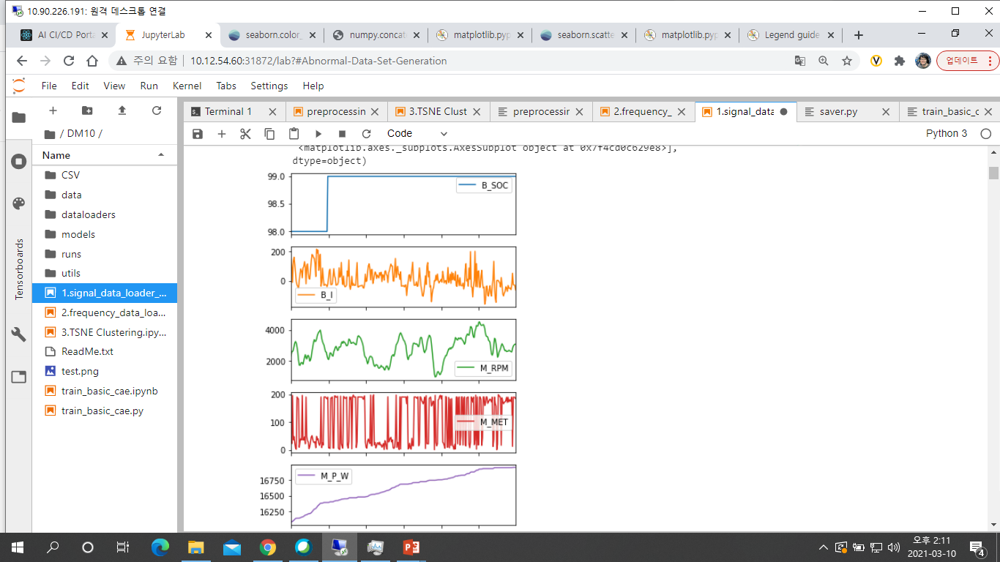 10.90.226.191: 원격 데스크톱 연결
AI CI/CD Porta
JupyterLab
seaborn.color_
numpy.concate
matplotlib.pyp
seaborn.scatte
matplotlib.pyp
Legend guide
주의 요함
10.12.54.60:31872/lab?#Abnormal-Data-Set-Generation
업데이트
File Edit View Run Kernel Tabs Settings Help
Terminal 1
preprocessin
3.TSNE Clust
preprocessin
2.frequency_
1.signal_data
saver.py
train_basic_c
/ DM10 /
Code
Python 3
Name
CSV
data
dataloaders
models
runs
utils
1.signal_data_loader_...
2.frequency_data_loa...
3.TSNE Clustering.ipy...
ReadMe.txt
test.png
train_basic_cae.ipynb
train_basic_cae.py
Tensorboards
<matplotlib.axes._subplots.AxesSubplot object at 0x7f4cd0c629e8>],
dtype=object)
99.0
98.5
98.0
B_SOC
200
0
B_I
4000
2000
M_RPM
200
100
0
M_MET
16750
16500
16250
M_P_W
오후 2:11
2021-03-10
4